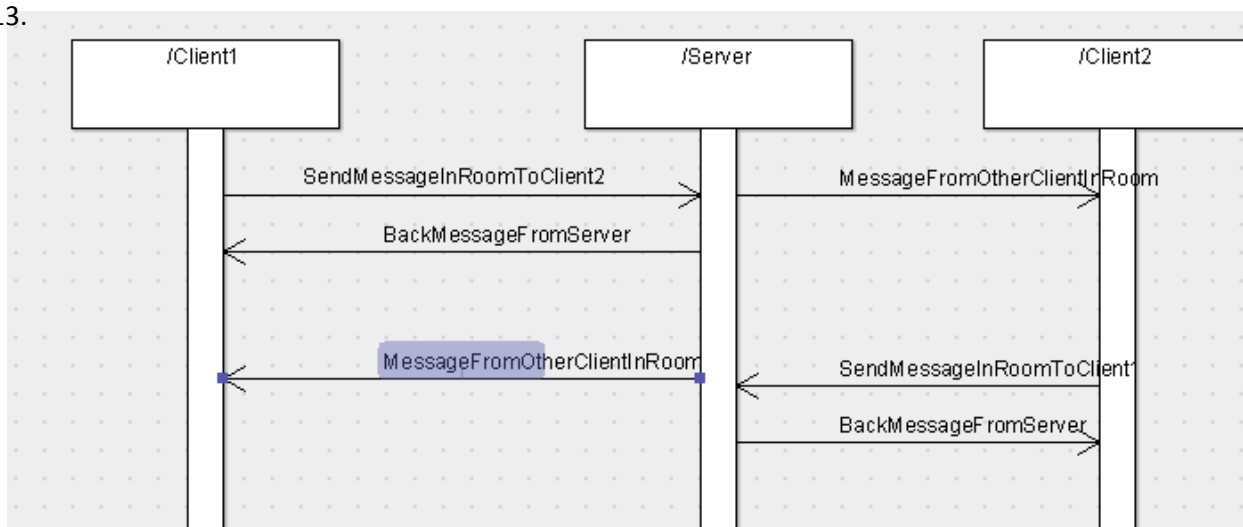 13.
/Client1
/Server
/Client2
SendMessageInRoomToClient2
MessageFromOtherClientInRoom
BackMessageFromServer
MessageFromOtherClientInRoom
SendMessageInRoomToClient1
BackMessageFromServer